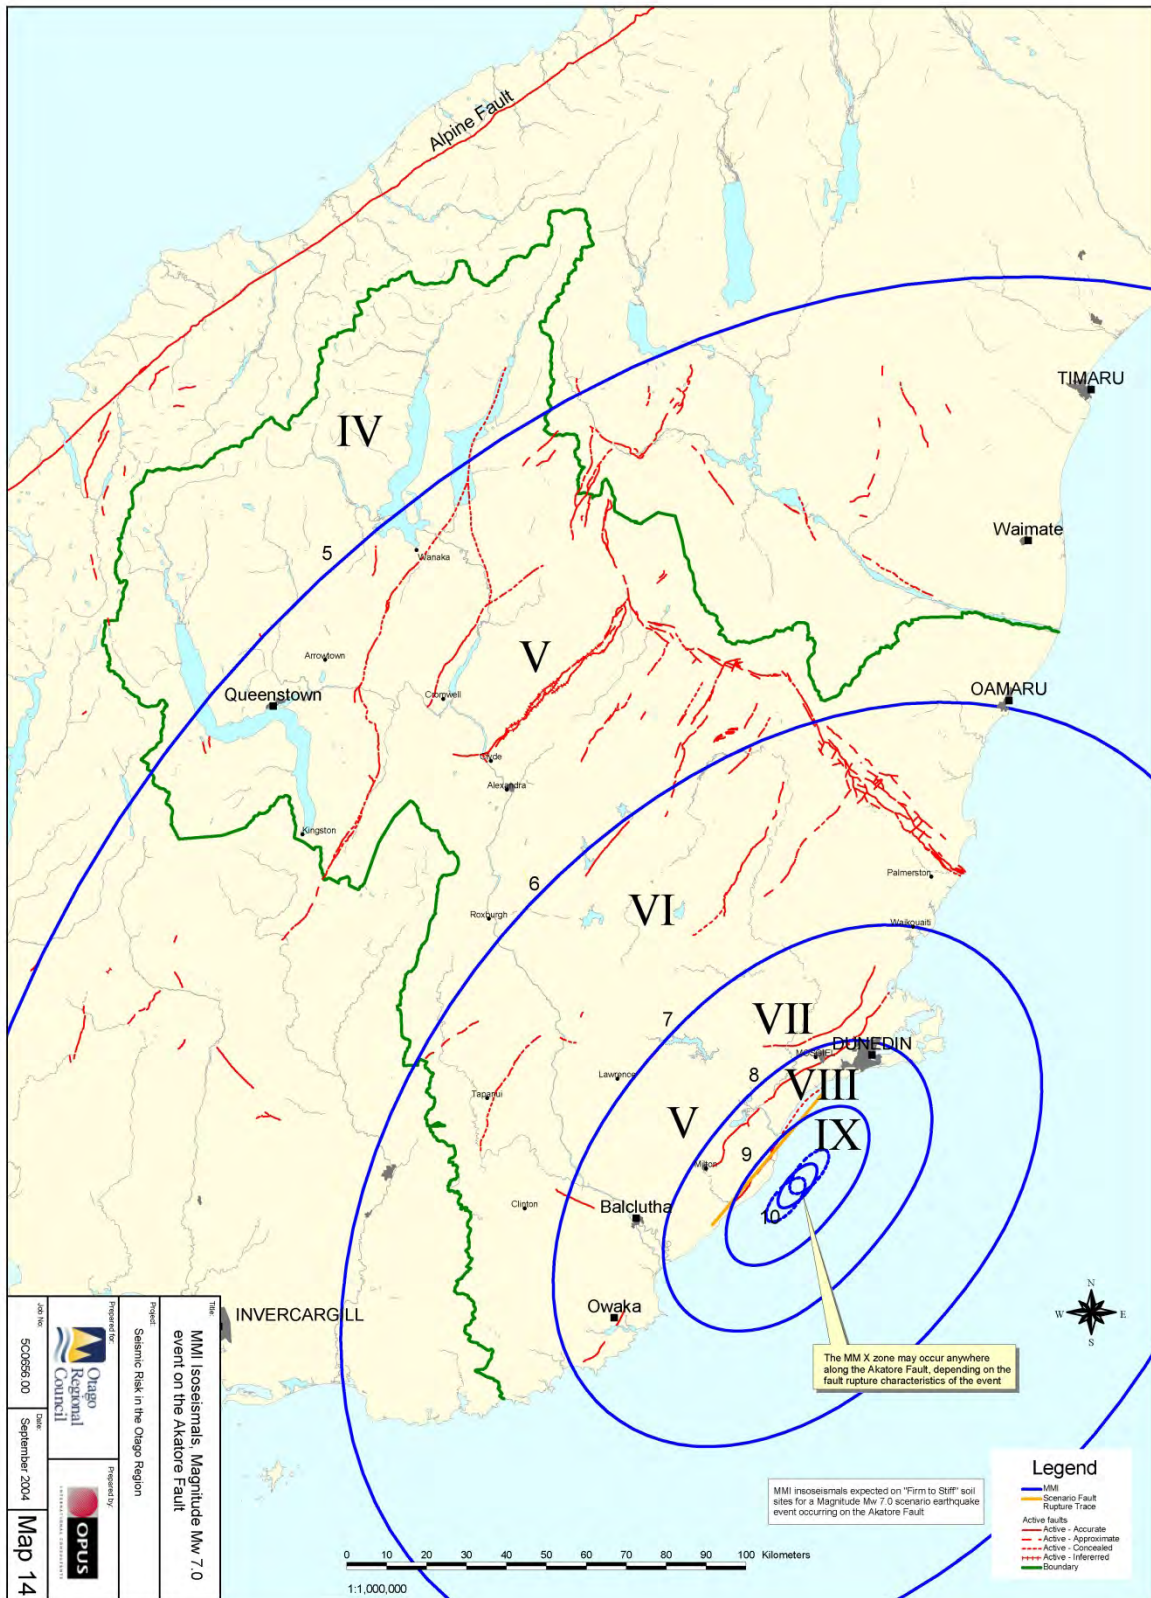 Alpine Fault
TIMARU
IV
Waimate
5
Wanaka
V
Arrowtown
Queenstown
Cromwell
OAMARU
Clyde
Alexandra
Kingston
6
VI
Palmerston
Roxburgh
Waikouaiti
7
VII
DUNEDIN
MOSGIEL
8
VIII
Lawrence
Tapanui
V
IX
9
Milton
Clinton
Balclutha
10
Owaka
INVERCARGILL
N
W E
S
The MM X zone may occur anywhere
along the Akatore Fault, depending on the
fault rupture characteristics of the event
MMI insoseismals expected on "Firm to Stiff" soil
sites for a Magnitude Mw 7.0 scenario earthquake
event occurring on the Akatore Fault
Legend
MMI
Scenario Fault
Rupture Trace
Active faults
Active - Accurate
Active - Approximate
Active - Concealed
Active - Infererred
Boundary
0 10 20 30 40 50 60 70 80 90 100 Kilometers
1:1,000,000
Title:
MMI Isoseismals, Magnitude Mw 7.0
event on the Akatore Fault
Project:
Seismic Risk in the Otago Region
Prepared for:
Otago
Regional
Council
Prepared by:
OPUS
INTERNATIONAL CONSULTANTS
Job No:
5C0656.00
Date:
September 2004
Map 14